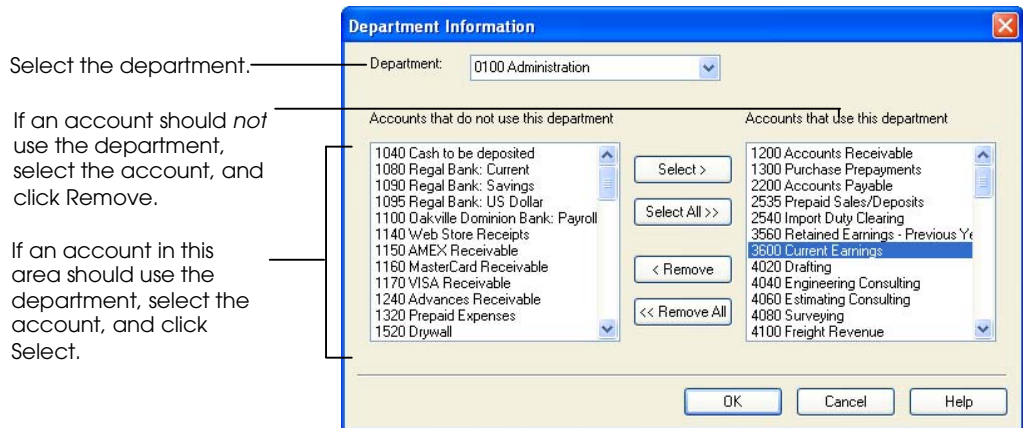 Department Information
Select the department.
Department:
0100 Administration
If an account should not
use the department,
select the account, and
click Remove.
If an account in this
area should use the
department, select the
account, and click
Select.
Accounts that do not use this department
1040 Cash to be deposited
1080 Regal Bank: Current
1090 Regal Bank: Savings
1095 Regal Bank: US Dollar
1100 Oakville Dominion Bank: Payroll
1140 Web Store Receipts
1150 AMEX Receivable
1160 MasterCard Receivable
1170 VISA Receivable
1240 Advances Receivable
1320 Prepaid Expenses
1520 Drywall
Select >
Select All >>
< Remove
<< Remove All
Accounts that use this department
1200 Accounts Receivable
1300 Purchase Prepayments
2200 Accounts Payable
2535 Prepaid Sales/Deposits
2540 Import Duty Clearing
3560 Retained Earnings - Previous Ye
3600 Current Earnings
4020 Drafting
4040 Engineering Consulting
4060 Estimating Consulting
4080 Surveying
4100 Freight Revenue
OK
Cancel
Help